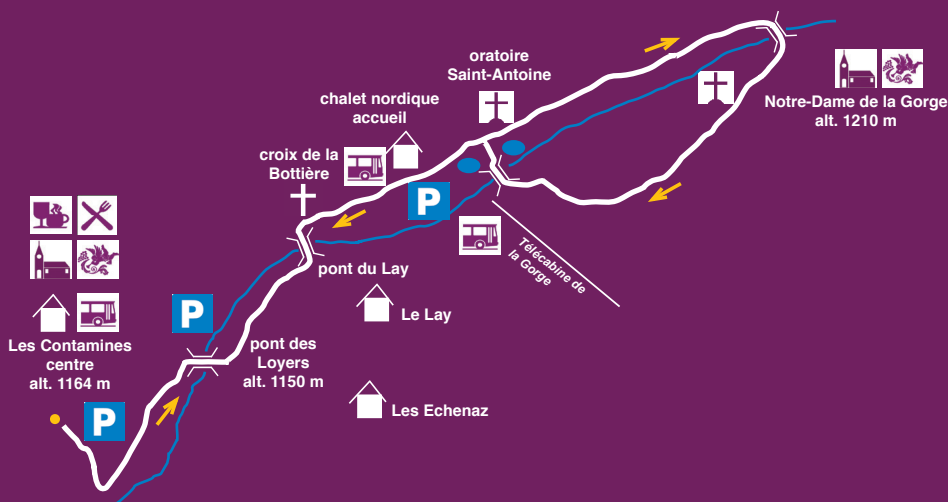 oratoire
Saint-Antoine
chalet nordique
accueil
Notre-Dame de la Gorge
alt. 1210 m
croix de la
Bottière
P
Télécabine de
la Gorge
pont du Lay
P
Le Lay
Les Contamines
centre
alt. 1164 m
pont des
Loyers
alt. 1150 m
Les Echenaz
P